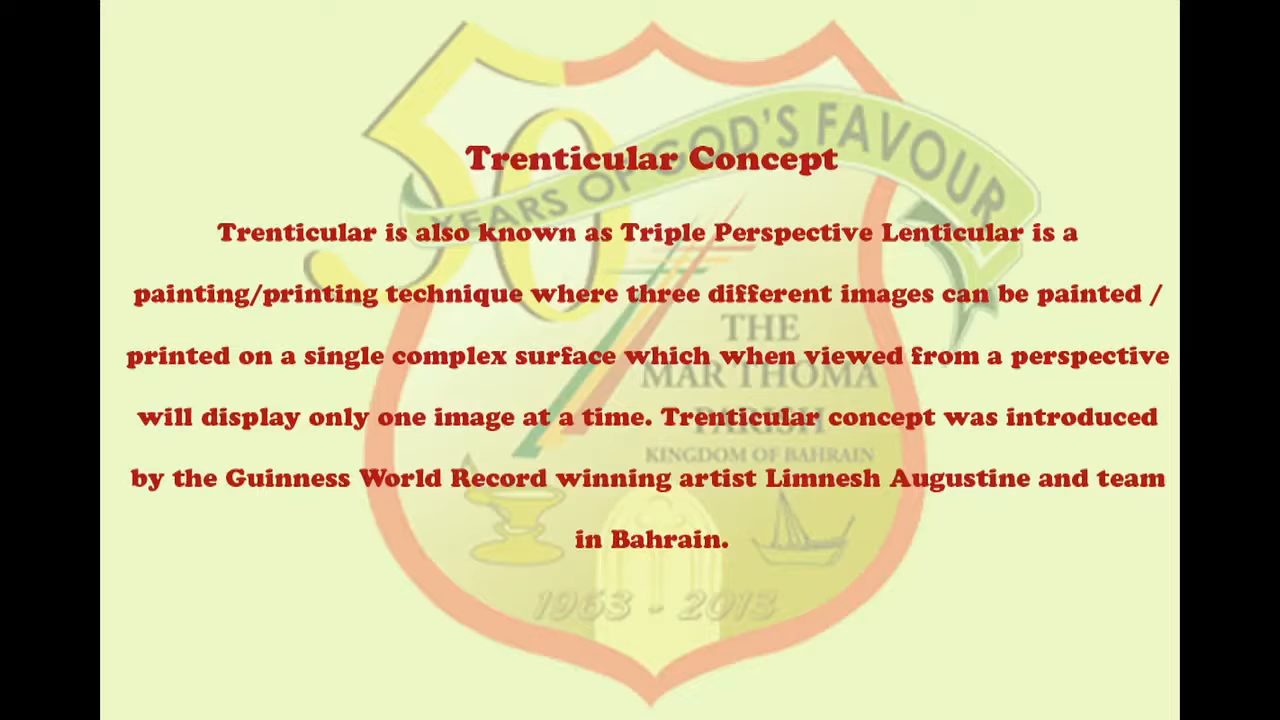 50
YEARS OF GOD'S FAVOUR
Trenticular Concept
Trenticular is also known as Triple Perspective Lenticular is a
painting/printing technique where three different images can be painted /
printed on a single complex surface which when viewed from a perspective
will display only one image at a time. Trenticular concept was introduced
by the Guinness World Record winning artist Limnesh Augustine and team
in Bahrain.
THE
MAR THOMA
PARISH
KINGDOM OF BAHRAIN
1963 - 2013